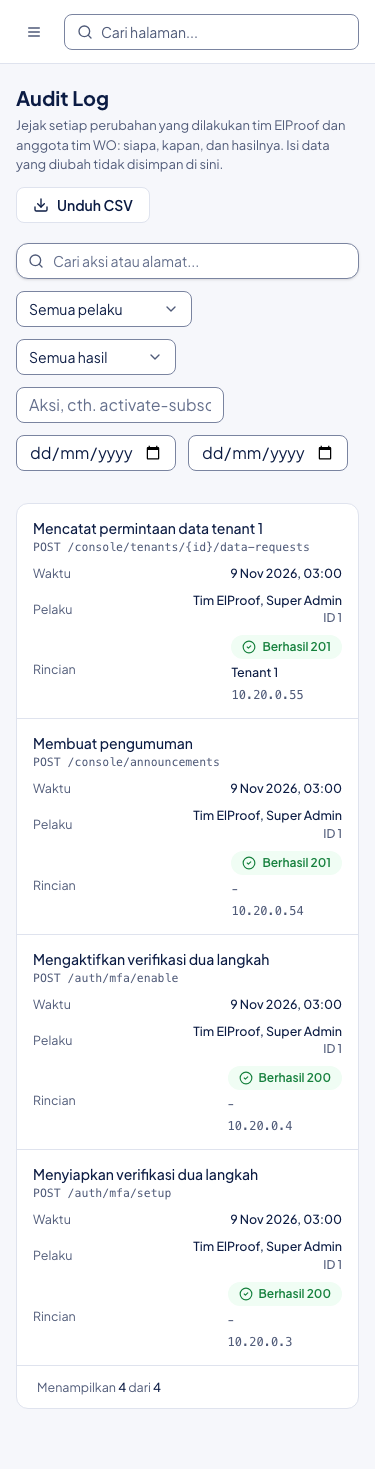 Cari halaman...
Audit Log
Jejak setiap perubahan yang dilakukan tim ElProof dan
anggota tim WO: siapa, kapan, dan hasilnya. Isi data
yang diubah tidak disimpan di sini.
Unduh CSV
Cari aksi atau alamat...
Semua pelaku
Semua hasil
Aksi, cth. activate-subsc
dd/mm/yyyy dd/mm/yyyy
Mencatat permintaan data tenant 1
POST /console/tenants/{id}/data-requests
Waktu 9 Nov 2026, 03:00
Pelaku Tim ElProof, Super Admin
ID 1
Berhasil 201
Rincian Tenant 1
10.20.0.55
Membuat pengumuman
POST /console/announcements
Waktu 9 Nov 2026, 03:00
Pelaku Tim ElProof, Super Admin
ID 1
Berhasil 201
Rincian -
10.20.0.54
Mengaktifkan verifikasi dua langkah
POST /auth/mfa/enable
Waktu 9 Nov 2026, 03:00
Pelaku Tim ElProof, Super Admin
ID 1
Berhasil 200
Rincian -
10.20.0.4
Menyiapkan verifikasi dua langkah
POST /auth/mfa/setup
Waktu 9 Nov 2026, 03:00
Pelaku Tim ElProof, Super Admin
ID 1
Berhasil 200
Rincian -
10.20.0.3
Menampilkan 4 dari 4